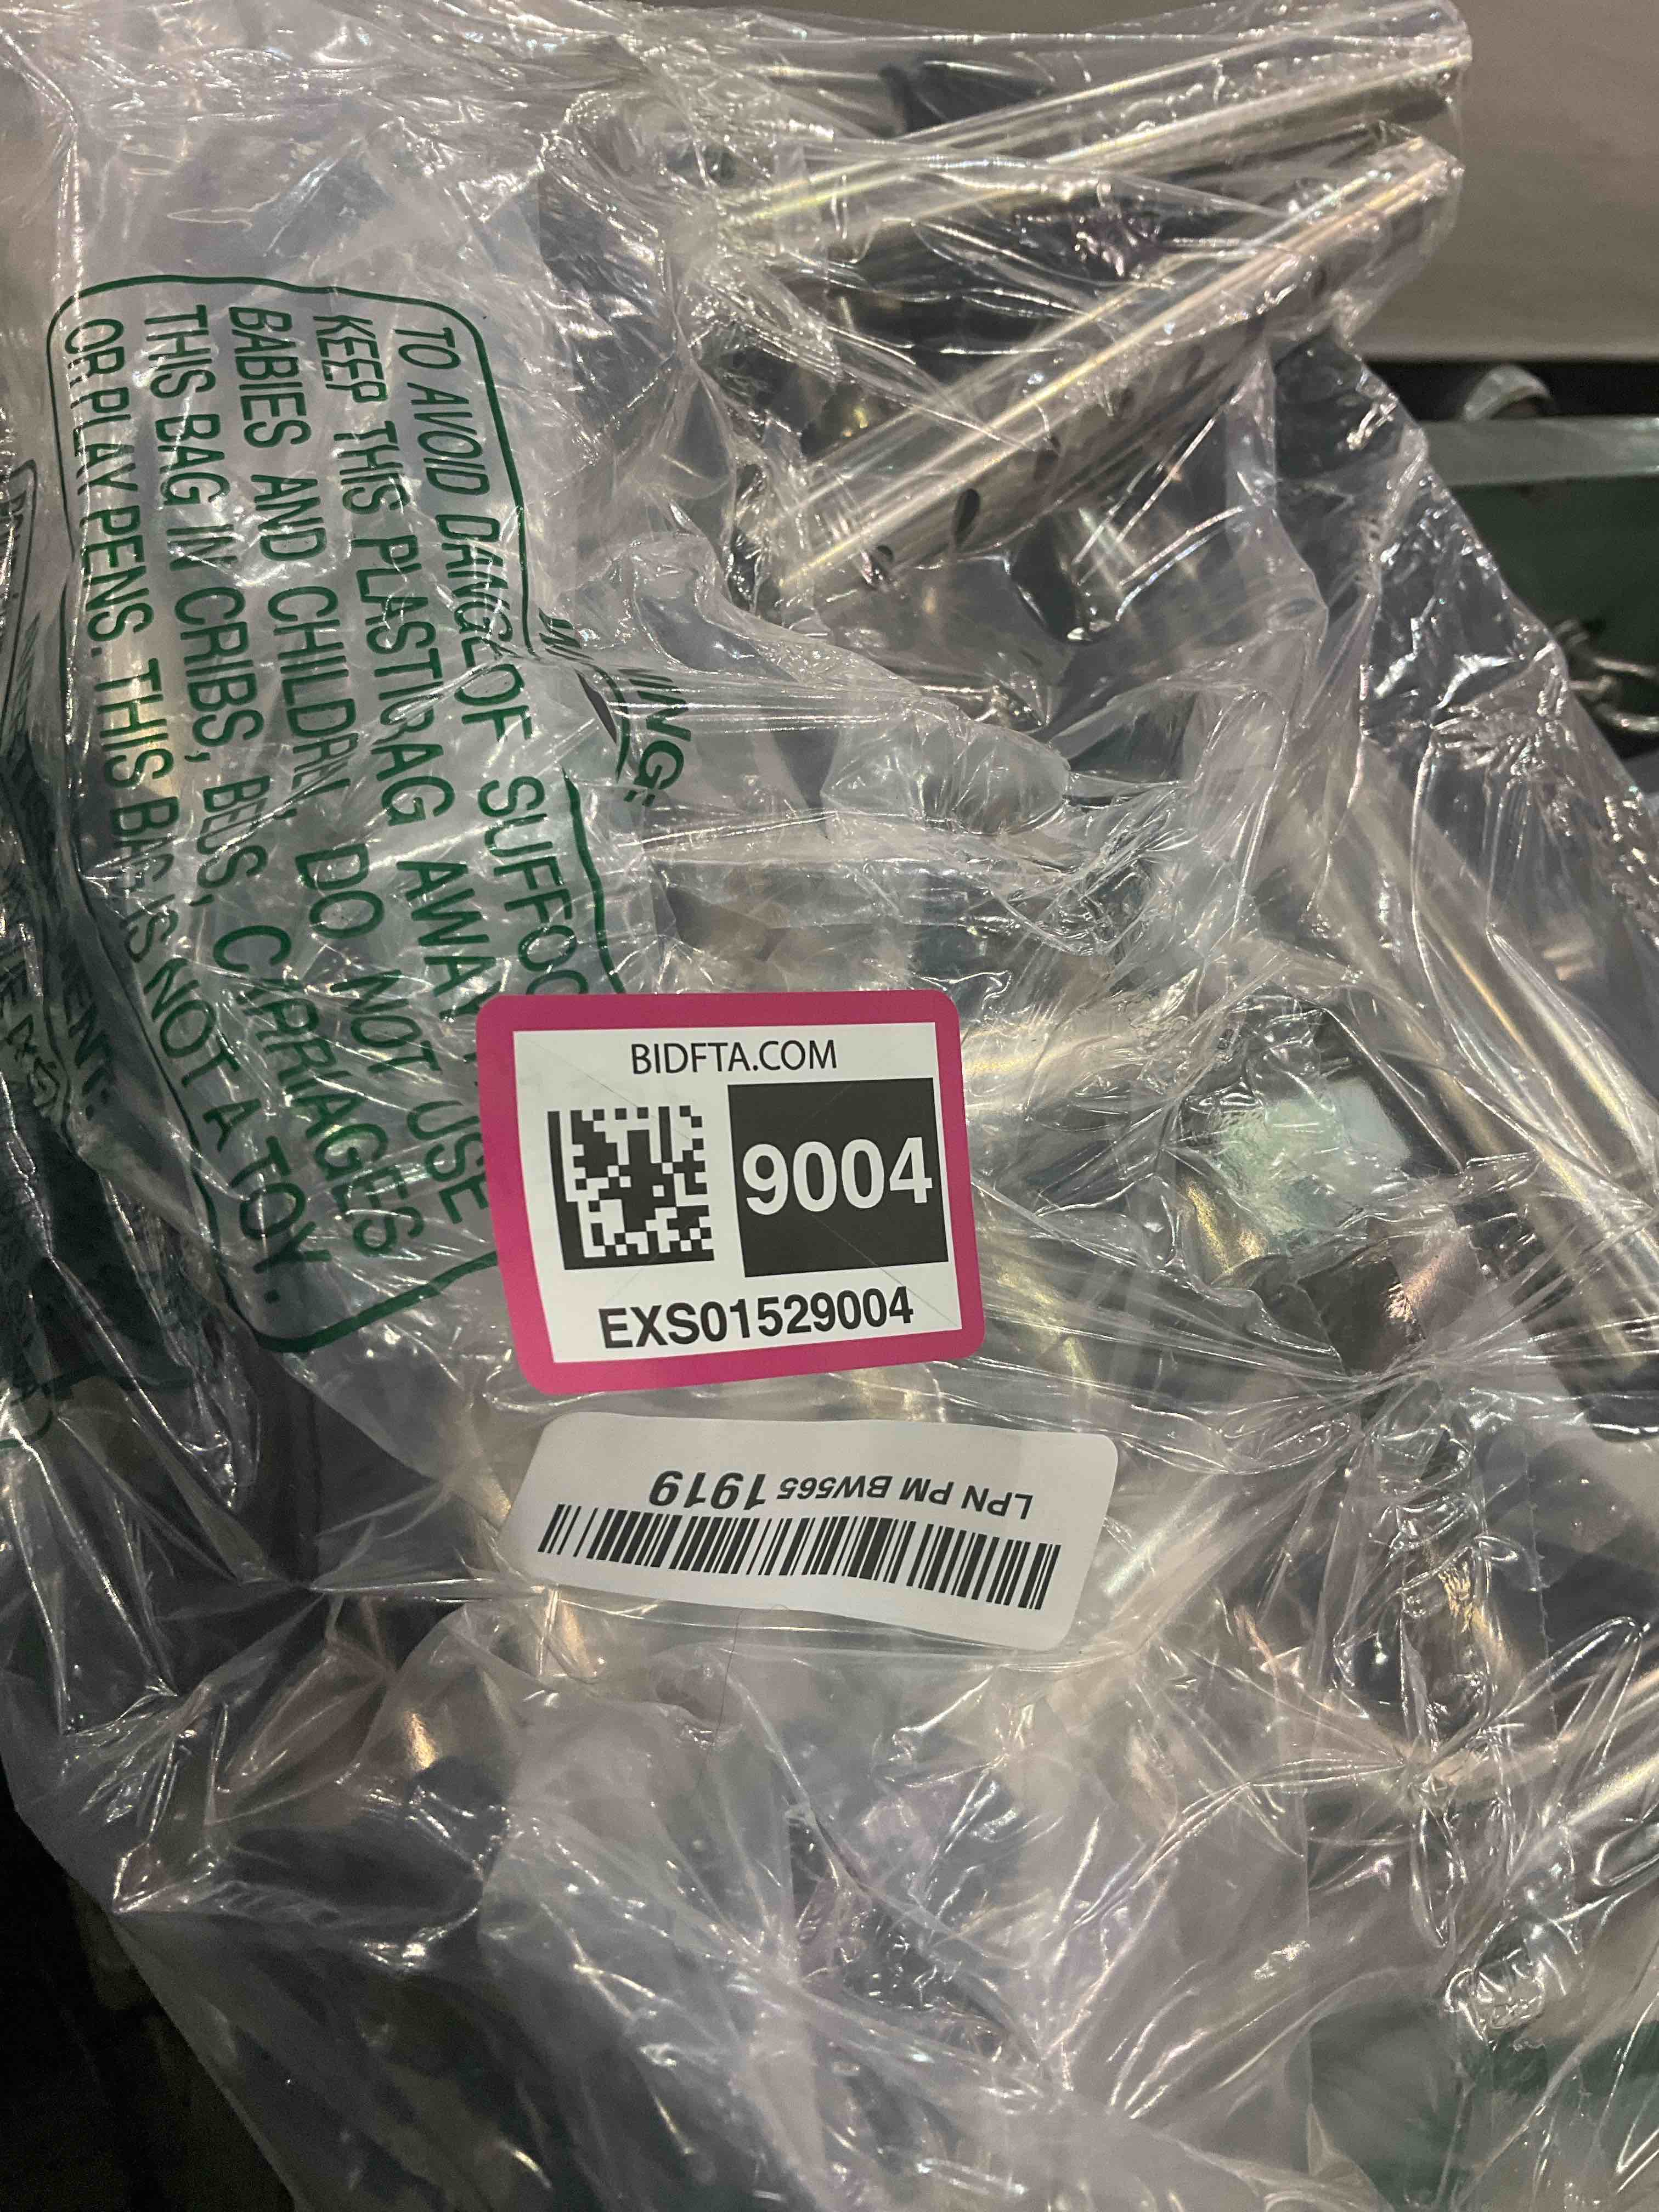 WARNING:
TO AVOID DANGER OF SUFFOC
KEEP THIS PLASTIC BAG AWAY
BABIES AND CHILDREN. DO NOT USE
THIS BAG IN CRIBS, BEDS, CARRIAGES
OR PLAY PENS. THIS BAG IS NOT A TOY.
BIDFTA.COM
9004
EXS01529004
LPN PM BW565 1919